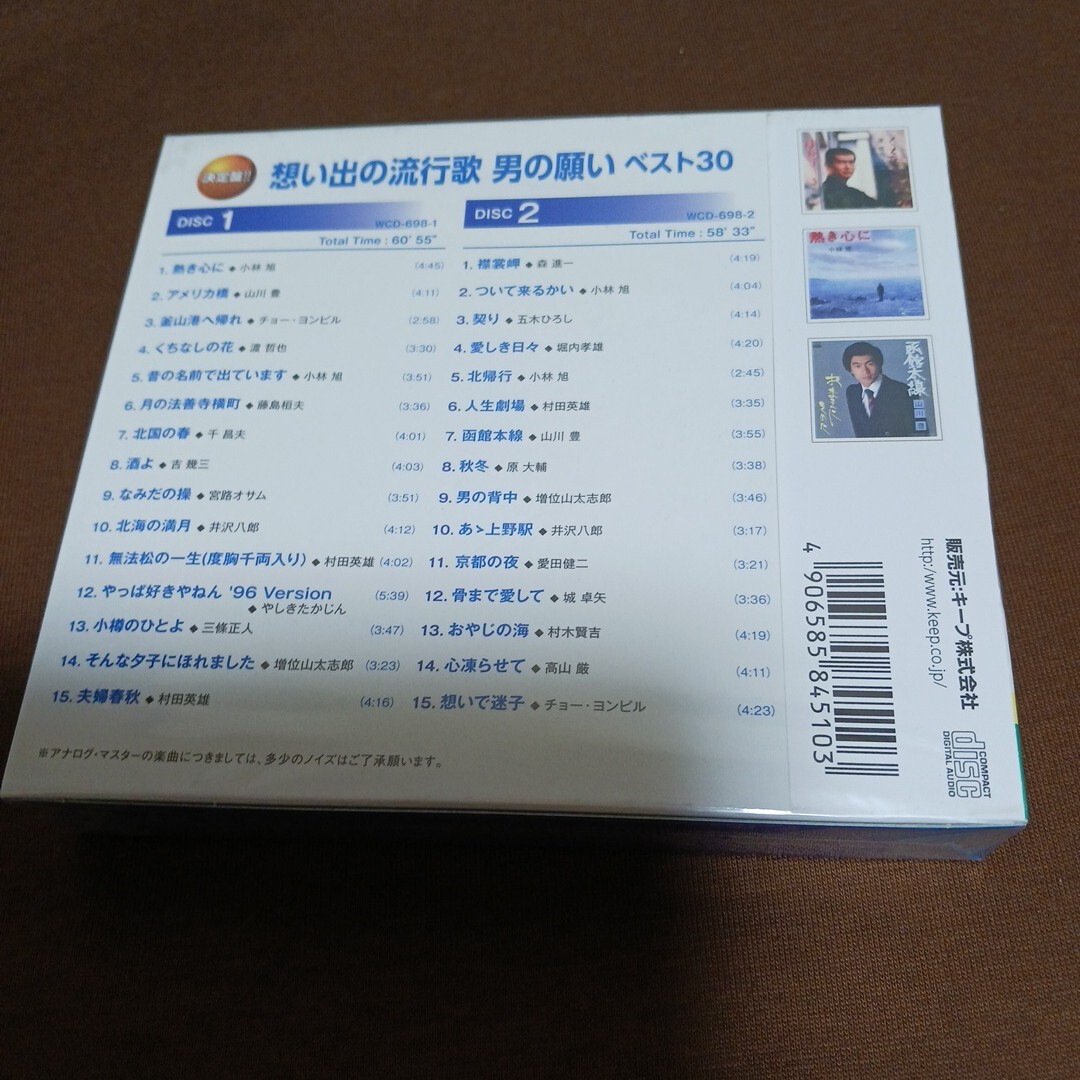 決定盤!!
想い出の流行歌 男の願い ベスト30
DISC 1
WCD-698-1
Total Time : 60' 55"
1. 熱き心に ◆ 小林 旭 (4:45)
2. アメリカ橋 ◆ 山川 豊 (4:11)
3. 釜山港へ帰れ ◆ チョー・ヨンピル (2:58)
4. くちなしの花 ◆ 渡 哲也 (3:30)
5. 昔の名前で出ています ◆ 小林 旭 (3:51)
6. 月の法善寺横町 ◆ 藤島桓夫 (3:36)
7. 北国の春 ◆ 千 昌夫 (4:01)
8. 酒よ ◆ 吉 幾三 (4:03)
9. なみだの操 ◆ 宮路オサム (3:51)
10. 北海の満月 ◆ 井沢八郎 (4:12)
11. 無法松の一生(度胸千両入り) ◆ 村田英雄 (4:02)
12. やっぱ好きやねん '96 Version (5:39)
◆ やしきたかじん
13. 小樽のひとよ ◆ 三條正人 (3:47)
14. そんな夕子にほれました ◆ 増位山太志郎 (3:23)
15. 夫婦春秋 ◆ 村田英雄 (4:16)
DISC 2
WCD-698-2
Total Time : 58' 33"
1. 襟裳岬 ◆ 森 進一 (4:19)
2. ついて来るかい ◆ 小林 旭 (4:04)
3. 契り ◆ 五木ひろし (4:14)
4. 愛しき日々 ◆ 堀内孝雄 (4:20)
5. 北帰行 ◆ 小林 旭 (2:45)
6. 人生劇場 ◆ 村田英雄 (3:35)
7. 函館本線 ◆ 山川 豊 (3:55)
8. 秋冬 ◆ 原 大輔 (3:38)
9. 男の背中 ◆ 増位山太志郎 (3:46)
10. あゝ上野駅 ◆ 井沢八郎 (3:17)
11. 京都の夜 ◆ 愛田健二 (3:21)
12. 骨まで愛して ◆ 城 卓矢 (3:36)
13. おやじの海 ◆ 村木賢吉 (4:19)
14. 心凍らせて ◆ 高山 厳 (4:11)
15. 想いで迷子 ◆ チョー・ヨンピル (4:23)
※アナログ・マスターの楽曲につきましては、多少のノイズはご了承願います。
熱き心に
函館本線
4 906585 845103
販売元:キープ株式会社
http:/www.keep.co.jp/
COMPACT
disc
DIGITAL AUDIO